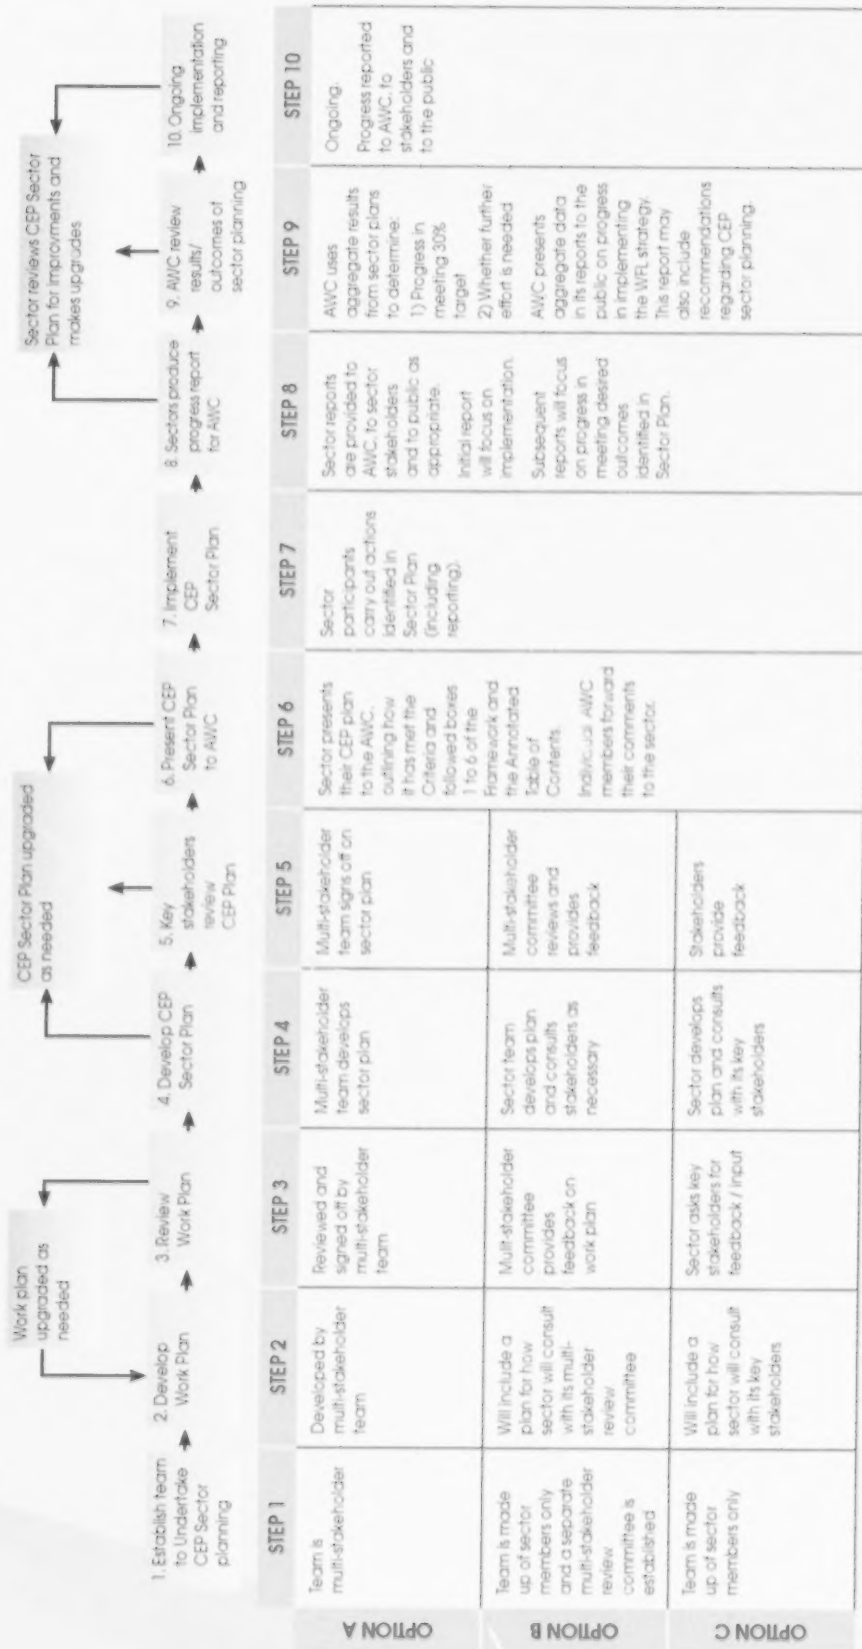 Work plan
upgraded as
needed
CEP Sector Plan upgraded
as needed
Sector reviews CEP Sector
Plan for improvments and
makes upgrades
1. Establish team
to Undertake
CEP Sector
planning
2. Develop
Work Plan
3. Review
Work Plan
4. Develop CEP
Sector Plan
5. Key
stakeholders
review
CEP Plan
6. Present CEP
Sector Plan
to AWC
7. Implement
CEP
Sector Plan
8. Sectors produce
progress report
for AWC
9. AWC review
results/
outcomes of
sector planning
10. Ongoing
implementation
and reporting
STEP 1
STEP 2
STEP 3
STEP 4
STEP 5
STEP 6
STEP 7
STEP 8
STEP 9
STEP 10
OPTION A
Team is
multi-stakeholder
Developed by
multi-stakeholder
team
Reviewed and
signed off by
multi-stakeholder
team
Multi-stakeholder
team develops
sector plan
Multi-stakeholder
team signs off on
sector plan
Sector presents
their CEP plan
to the AWC,
outlining how
it has met the
Criteria and
followed boxes
1 to 6 of the
Framework and
the Annotated
Table of
Contents.
Individual AWC
members forward
their comments
to the sector.
Sector
participants
carry out actions
identified in
Sector Plan
(including
reporting).
Sector reports
are provided to
AWC, to sector
stakeholders
and to public as
appropriate.
Initial report
will focus on
implementation.
Subsequent
reports will focus
on progress in
meeting desired
outcomes
identified in
Sector Plan.
AWC uses
aggregate results
from sector plans
to determine:
1) Progress in
meeting 30%
target
2) Whether further
effort is needed
AWC presents
aggregate data
in its reports to the
public on progress
in implementing
the WFL strategy.
This report may
also include
recommendations
regarding CEP
sector planning.
Ongoing.
Progress reported
to AWC, to
stakeholders and
to the public
OPTION B
Team is made
up of sector
members only
and a separate
multi-stakeholder
review
committee is
established
Will include a
plan for how
sector will consult
with its multi-
stakeholder
review
committee
Mulit-stakeholder
committee
provides
feedback on
work plan
Sector team
develops plan
and consults
stakeholders as
necessary
Multi-stakeholder
committee
reviews and
provides
feedback
OPTION C
Team is made
up of sector
members only
Will include a
plan for how
sector will consult
with its key
stakeholders
Sector asks key
stakeholders for
feedback / input
Sector develops
plan and consults
with its key
stakeholders
Stakeholders
provide
feedback